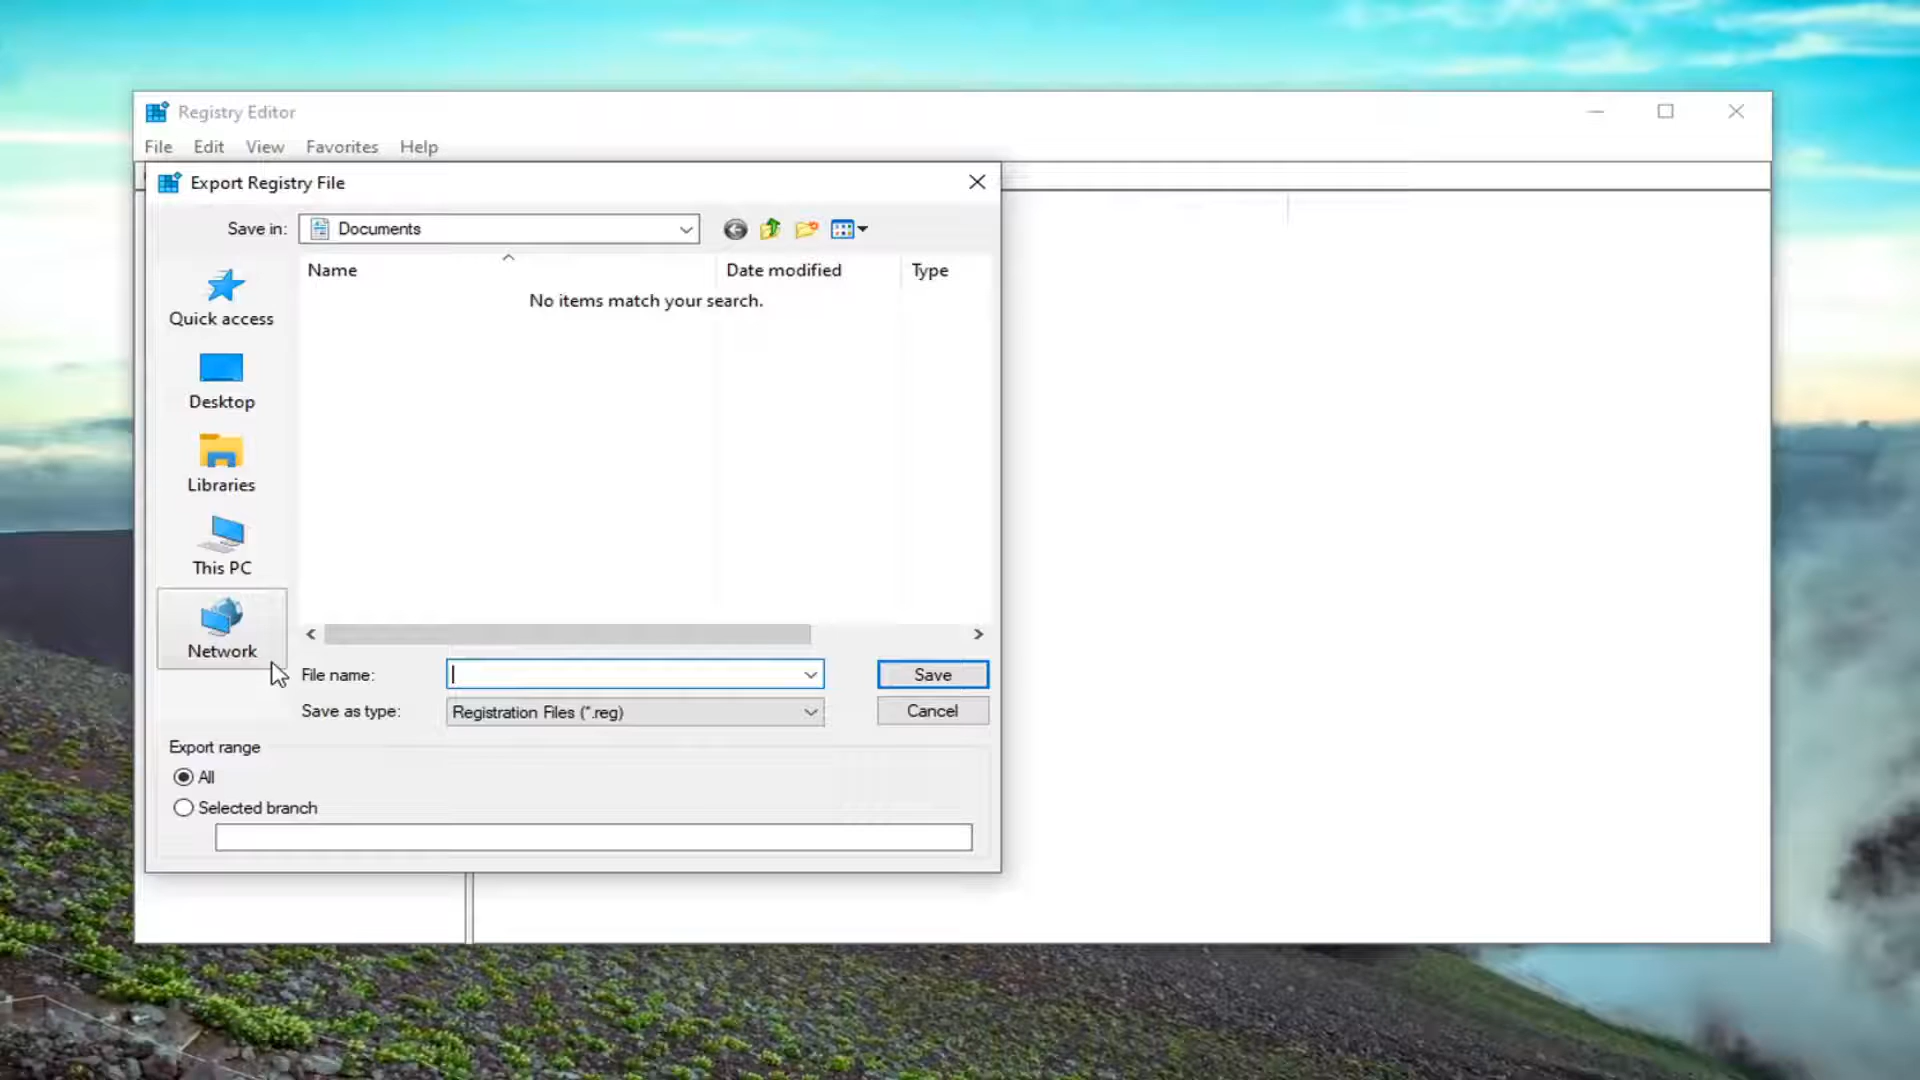 Registry Editor
File Edit View Favorites Help
Export Registry File
Save in: Documents
Name Date modified Type
No items match your search.
Quick access
Desktop
Libraries
This PC
Network
File name: Save
Save as type: Registration Files (*.reg) Cancel
Export range
All
Selected branch